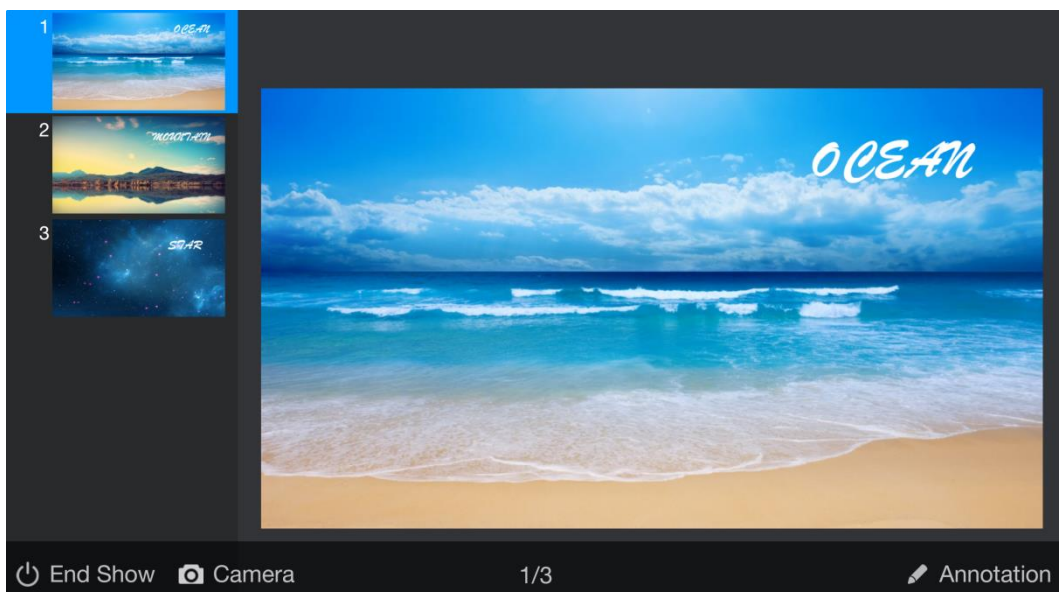 1
OCEAN
2
MOUNTAIN
3
STAR
OCEAN
End Show
Camera
1/3
Annotation